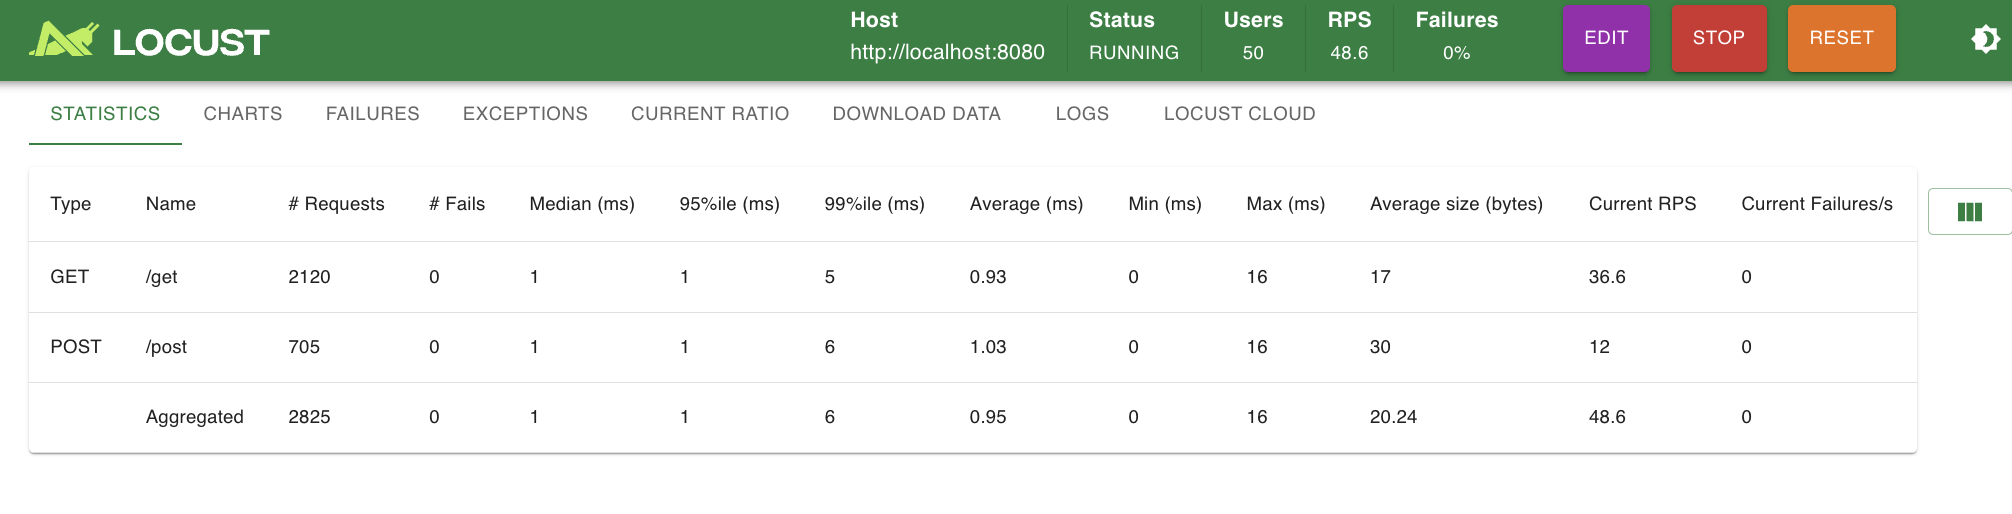 LOCUST
Host Status Users RPS Failures
http://localhost:8080 RUNNING 50 48.6 0%
EDIT STOP RESET
STATISTICS CHARTS FAILURES EXCEPTIONS CURRENT RATIO DOWNLOAD DATA LOGS LOCUST CLOUD
Type Name # Requests # Fails Median (ms) 95%ile (ms) 99%ile (ms) Average (ms) Min (ms) Max (ms) Average size (bytes) Current RPS Current Failures/s
GET /get 2120 0 1 1 5 0.93 0 16 17 36.6 0
POST /post 705 0 1 1 6 1.03 0 16 30 12 0
Aggregated 2825 0 1 1 6 0.95 0 16 20.24 48.6 0